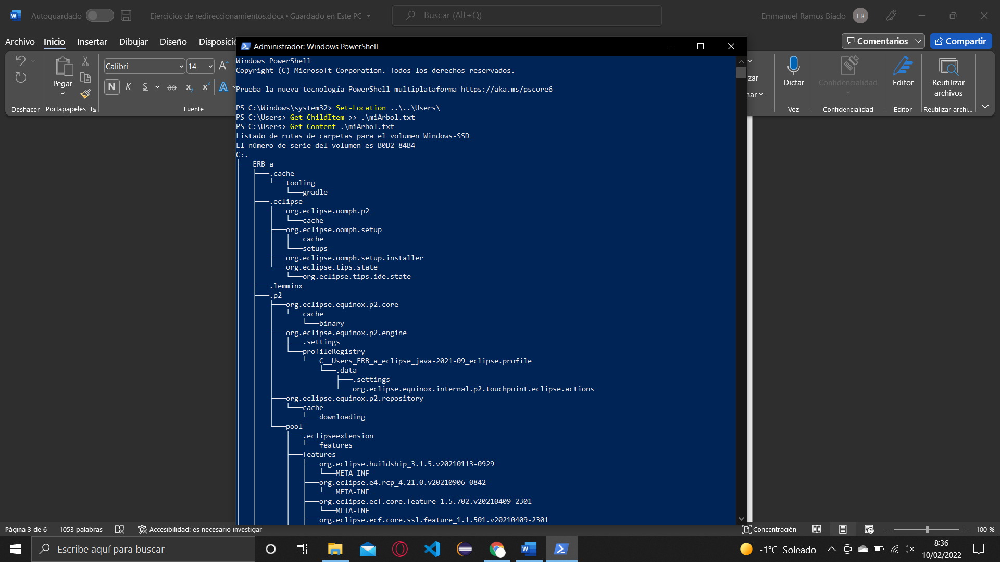 Autoguardado
Ejercicios de redireccionamientos.docx • Guardado en Este PC
Buscar (Alt+Q)
Emmanuel Ramos Biado
ER
Archivo
Inicio
Insertar
Dibujar
Diseño
Disposició
Comentarios
Compartir
Deshacer
Pegar
Portapapeles
Calibri
14
N
K
S
ab
Fuente
zar
nar
Dictar
Voz
Confidencialidad
Confidencialidad
Editor
Editor
Reutilizar archivos
Reutilizar archi...
Administrador: Windows PowerShell
Windows PowerShell
Copyright (C) Microsoft Corporation. Todos los derechos reservados.
Prueba la nueva tecnología PowerShell multiplataforma https://aka.ms/pscore6
PS C:\Windows\system32> Set-Location ..\..\Users\
PS C:\Users> Get-ChildItem >> .\miArbol.txt
PS C:\Users> Get-Content .\miArbol.txt
Listado de rutas de carpetas para el volumen Windows-SSD
El número de serie del volumen es B0D2-84B4
C:.
├───ERB_a
│   ├───.cache
│   │   └───tooling
│   │       └───gradle
│   ├───.eclipse
│   │   ├───org.eclipse.oomph.p2
│   │   │   └───cache
│   │   ├───org.eclipse.oomph.setup
│   │   │   ├───cache
│   │   │   └───setups
│   │   ├───org.eclipse.oomph.setup.installer
│   │   └───org.eclipse.tips.state
│   │       └───org.eclipse.tips.ide.state
│   ├───.lemminx
│   ├───.p2
│   │   ├───org.eclipse.equinox.p2.core
│   │   │   └───cache
│   │   │       └───binary
│   │   ├───org.eclipse.equinox.p2.engine
│   │   │   ├───.settings
│   │   │   └───profileRegistry
│   │   │       └───C__Users_ERB_a_eclipse_java-2021-09_eclipse.profile
│   │   │           └───.data
│   │   │               ├───.settings
│   │   │               └───org.eclipse.equinox.internal.p2.touchpoint.eclipse.actions
│   │   ├───org.eclipse.equinox.p2.repository
│   │   │   └───cache
│   │   │       └───downloading
│   │   └───pool
│   │       ├───.eclipseextension
│   │       │   └───features
│   │       ├───features
│   │       │   ├───org.eclipse.buildship_3.1.5.v20210113-0929
│   │       │   │   └───META-INF
│   │       │   ├───org.eclipse.e4.rcp_4.21.0.v20210906-0842
│   │       │   │   └───META-INF
│   │       │   ├───org.eclipse.ecf.core.feature_1.5.702.v20210409-2301
│   │       │   │   └───META-INF
│   │       │   ├───org.eclipse.ecf.core.ssl.feature_1.1.501.v20210409-2301
Página 3 de 6
1053 palabras
Accesibilidad: es necesario investigar
Concentración
100 %
Escribe aquí para buscar
-1°C Soleado
8:36
10/02/2022